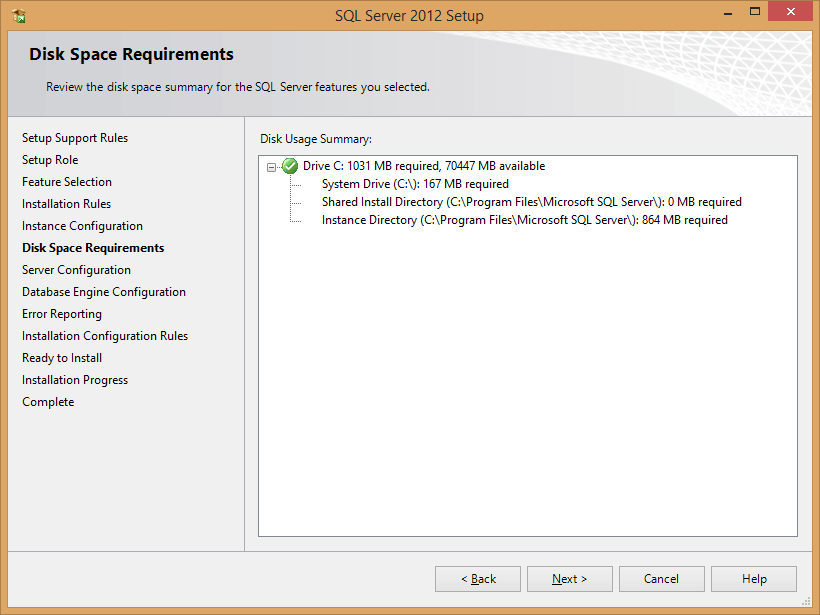 SQL Server 2012 Setup
Disk Space Requirements
Review the disk space summary for the SQL Server features you selected.
Setup Support Rules
Setup Role
Feature Selection
Installation Rules
Instance Configuration
Disk Space Requirements
Server Configuration
Database Engine Configuration
Error Reporting
Installation Configuration Rules
Ready to Install
Installation Progress
Complete
Disk Usage Summary:
Drive C: 1031 MB required, 70447 MB available
System Drive (C:\): 167 MB required
Shared Install Directory (C:\Program Files\Microsoft SQL Server\): 0 MB required
Instance Directory (C:\Program Files\Microsoft SQL Server\): 864 MB required
< Back
Next >
Cancel
Help